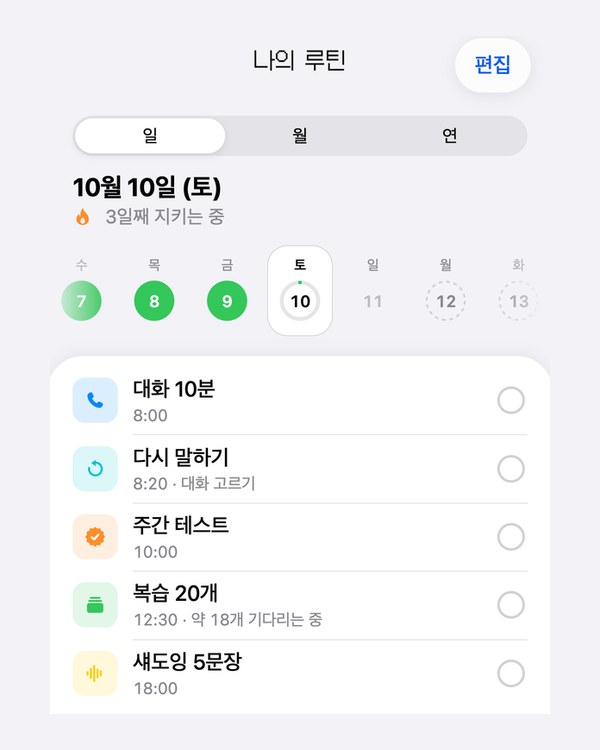 나의 루틴
편집
일 월 연
10월 10일 (토)
3일째 지키는 중
수 목 금 토 일 월 화
7 8 9 10 11 12 13
대화 10분
8:00
다시 말하기
8:20 · 대화 고르기
주간 테스트
10:00
복습 20개
12:30 · 약 18개 기다리는 중
섀도잉 5문장
18:00